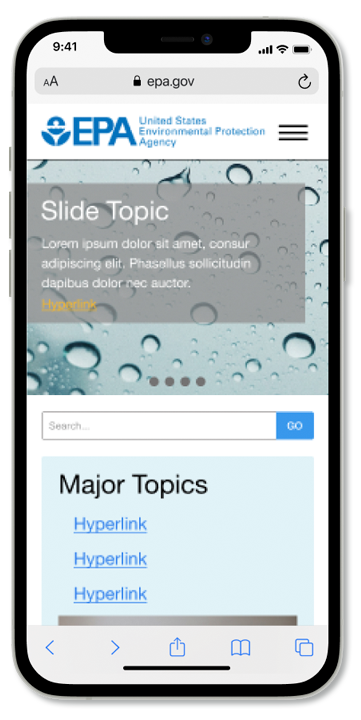 9:41
AA epa.gov
EPA United States
Environmental Protection
Agency
Slide Topic
Lorem ipsum dolor sit amet, consur
adipiscing elit. Phasellus sollicitudin
dapibus dolor nec auctor.
Hyperlink
Search... GO
Major Topics
Hyperlink
Hyperlink
Hyperlink